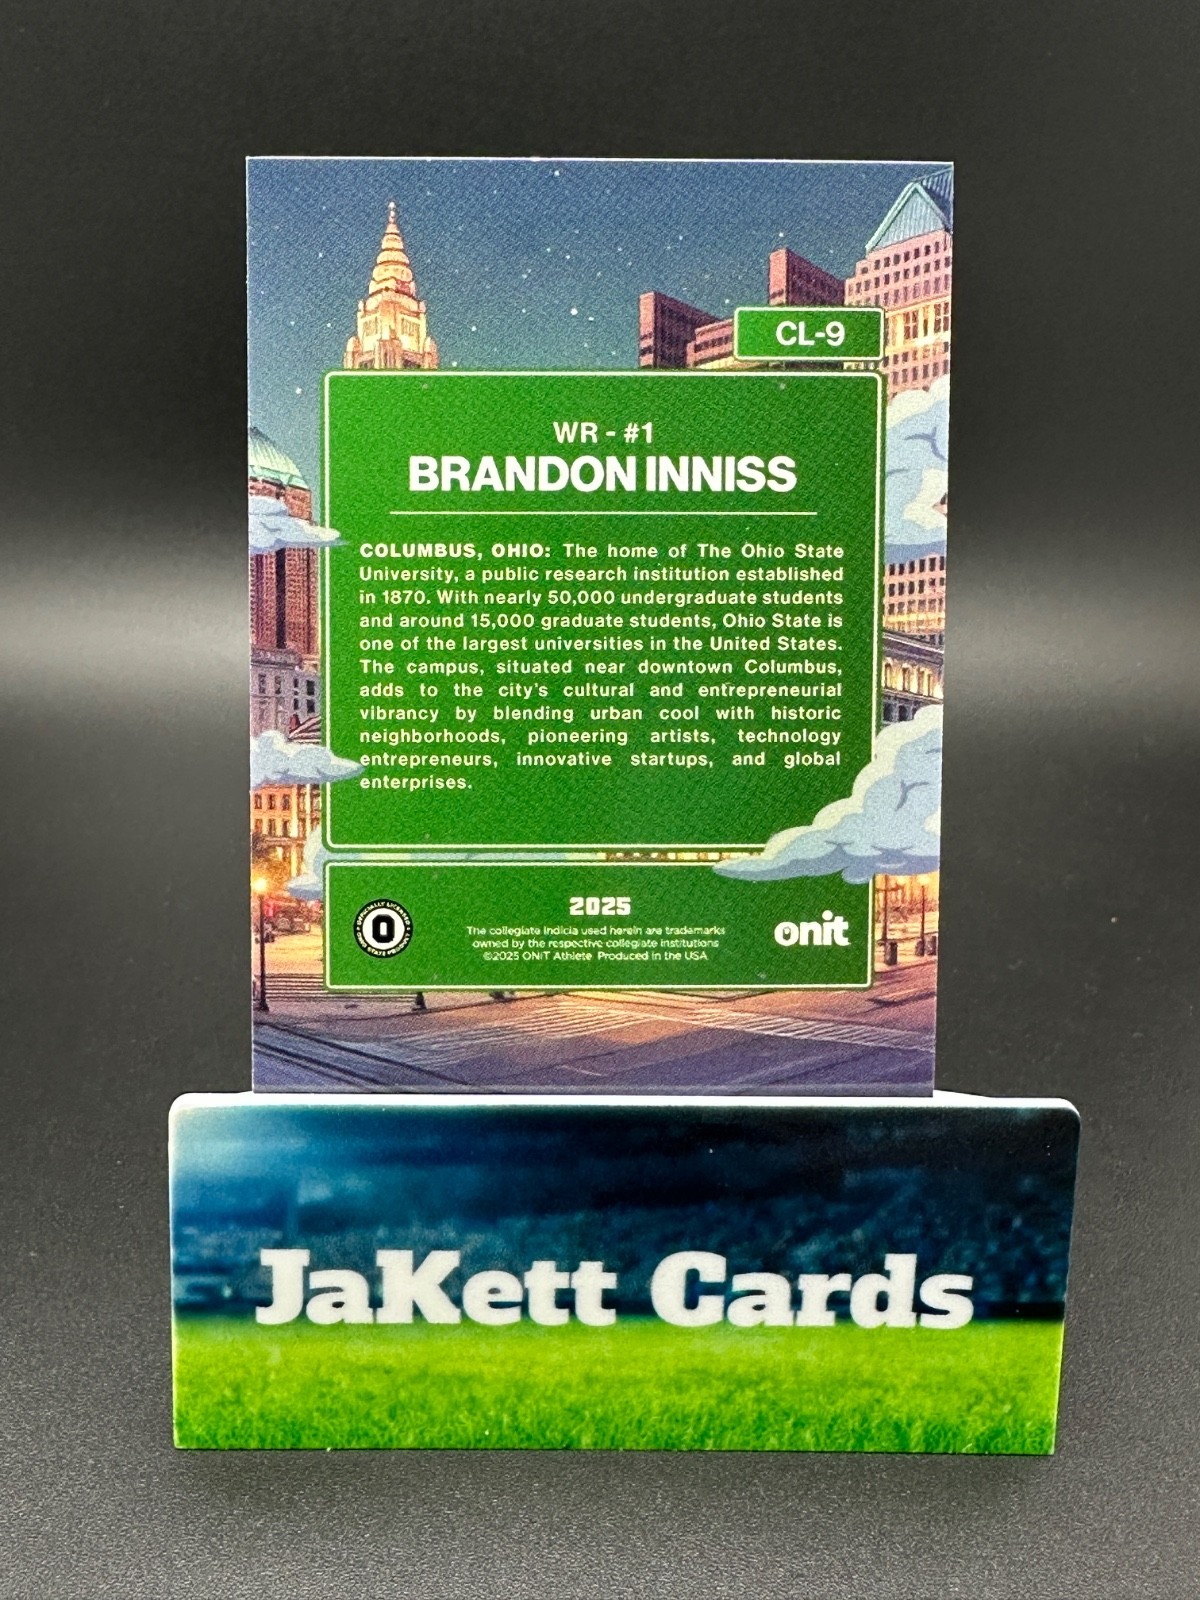 CL-9
WR - #1
BRANDON INNISS
COLUMBUS, OHIO: The home of The Ohio State
University, a public research institution established
in 1870. With nearly 50,000 undergraduate students
and around 15,000 graduate students, Ohio State is
one of the largest universities in the United States.
The campus, situated near downtown Columbus,
adds to the city's cultural and entrepreneurial
vibrancy by blending urban cool with historic
neighborhoods, pioneering artists, technology
entrepreneurs, innovative startups, and global
enterprises.
OFFICIALLY LICENSED
O
OHIO STATE PRODUCT
2025
The collegiate indicia used herein are trademarks
owned by the respective collegiate institutions
©2025 ONIT Athlete Produced in the USA
onit
JaKett Cards